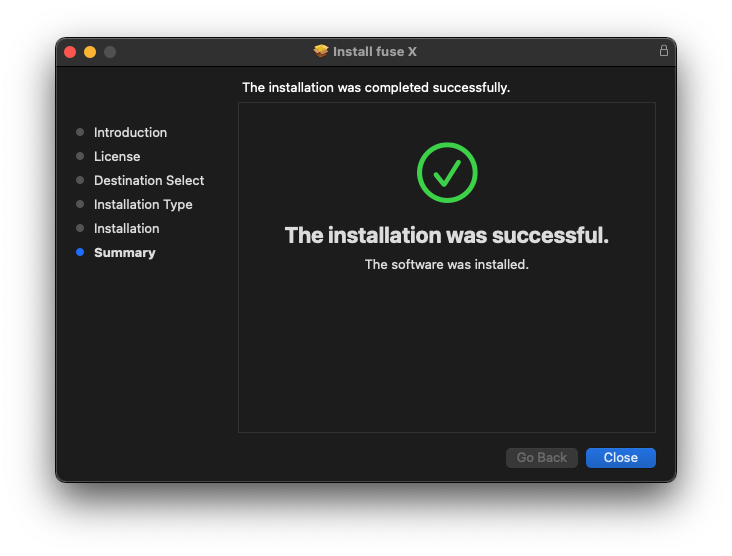 Install fuse X
The installation was completed successfully.
Introduction
License
Destination Select
Installation Type
Installation
Summary
The installation was successful.
The software was installed.
Go Back
Close